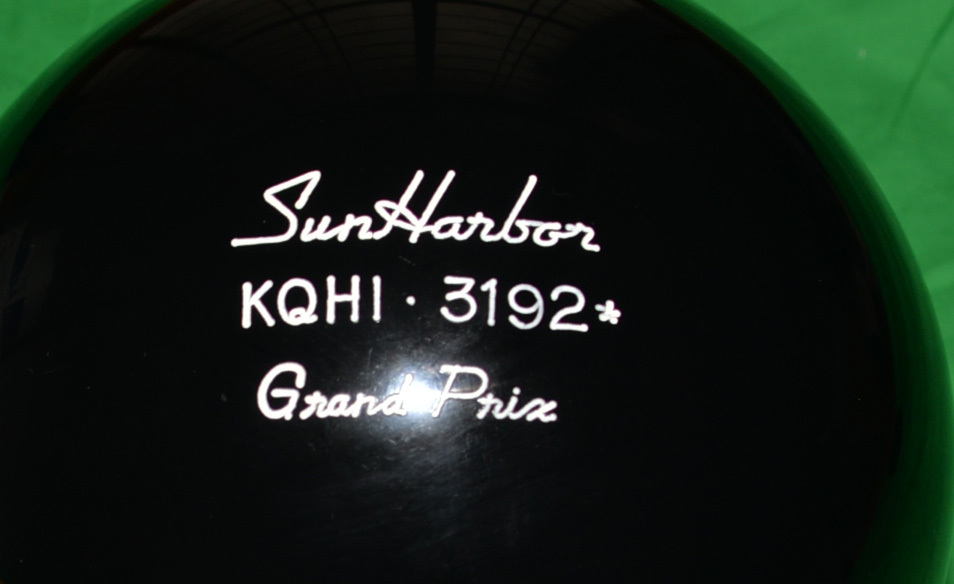 SunHarbor
KQHI · 3192*
Grand Prix